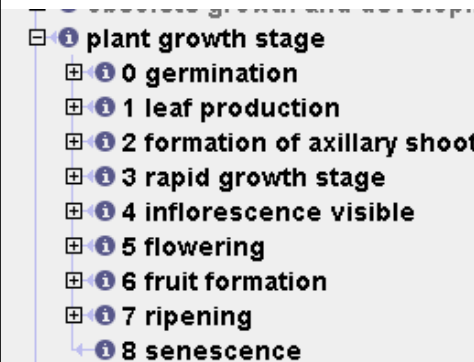 plant growth stage
0 germination
1 leaf production
2 formation of axillary shoot
3 rapid growth stage
4 inflorescence visible
5 flowering
6 fruit formation
7 ripening
8 senescence